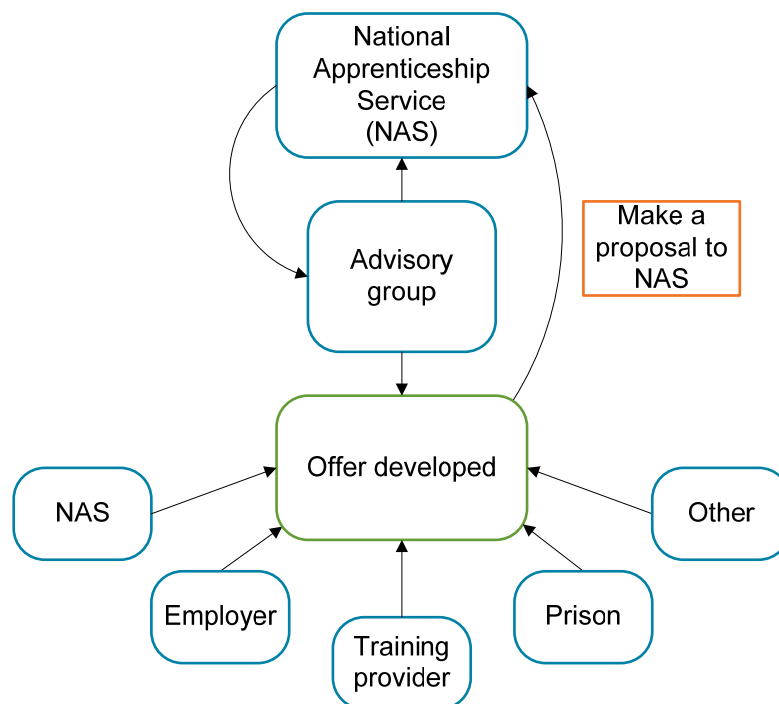 National
Apprenticeship
Service
(NAS)
Make a
proposal to
NAS
Advisory
group
Offer developed
NAS
Other
Employer
Prison
Training
provider